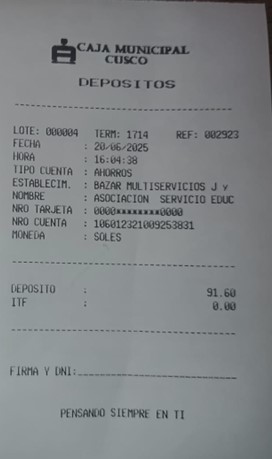 CAJA MUNICIPAL
CUSCO
DEPOSITOS
LOTE: 000004 TERM: 1714 REF: 002923
FECHA : 20/06/2025
HORA : 16:04:38
TIPO CUENTA : AHORROS
ESTABLECIM. : BAZAR MULTISERVICIOS J y
NOMBRE : ASOCIACION SERVICIO EDUC
NRO TARJETA : 0000********0000
NRO CUENTA : 106012321009253831
MONEDA : SOLES
DEPOSITO : 91.60
ITF : 0.00
FIRMA Y DNI:
PENSANDO SIEMPRE EN TI